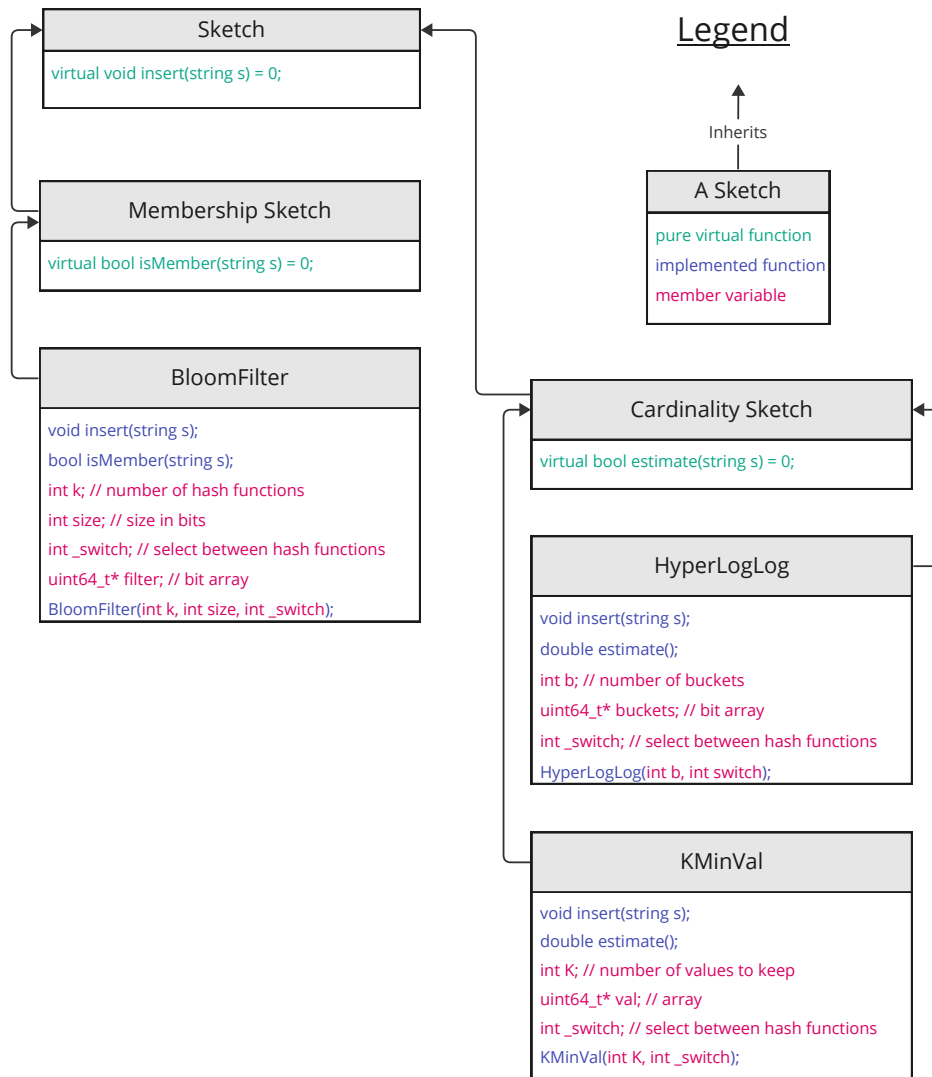 Sketch
virtual void insert(string s) = 0;
Legend
Inherits
A Sketch
pure virtual function
implemented function
member variable
Membership Sketch
virtual bool isMember(string s) = 0;
BloomFilter
void insert(string s);
bool isMember(string s);
int k; // number of hash functions
int size; // size in bits
int _switch; // select between hash functions
uint64_t* filter; // bit array
BloomFilter(int k, int size, int _switch);
Cardinality Sketch
virtual bool estimate(string s) = 0;
HyperLogLog
void insert(string s);
double estimate();
int b; // number of buckets
uint64_t* buckets; // bit array
int _switch; // select between hash functions
HyperLogLog(int b, int switch);
KMinVal
void insert(string s);
double estimate();
int K; // number of values to keep
uint64_t* val; // array
int _switch; // select between hash functions
KMinVal(int K, int _switch);